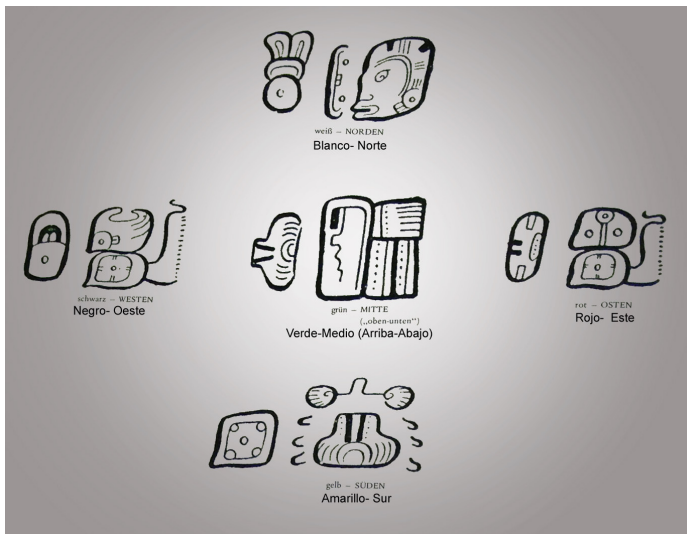 weiß – NORDEN
Blanco- Norte
schwarz – WESTEN
Negro- Oeste
grün – MITTE
(„oben-unten“)
Verde-Medio (Arriba-Abajo)
rot – OSTEN
Rojo- Este
gelb – SÜDEN
Amarillo- Sur